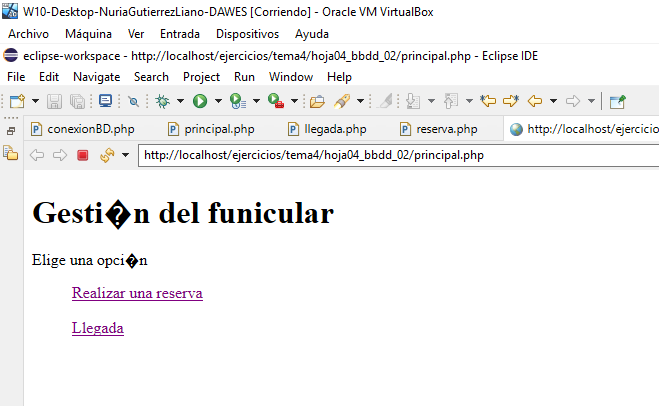 W10-Desktop-NuriaGutierrezLiano-DAWES [Corriendo] - Oracle VM VirtualBox
Archivo Máquina Ver Entrada Dispositivos Ayuda
eclipse-workspace - http://localhost/ejercicios/tema4/hoja04_bbdd_02/principal.php - Eclipse IDE
File Edit Navigate Search Project Run Window Help
conexionBD.php principal.php llegada.php reserva.php http://localhost/ejercicio
http://localhost/ejercicios/tema4/hoja04_bbdd_02/principal.php
Gesti�n del funicular
Elige una opci�n
Realizar una reserva
Llegada